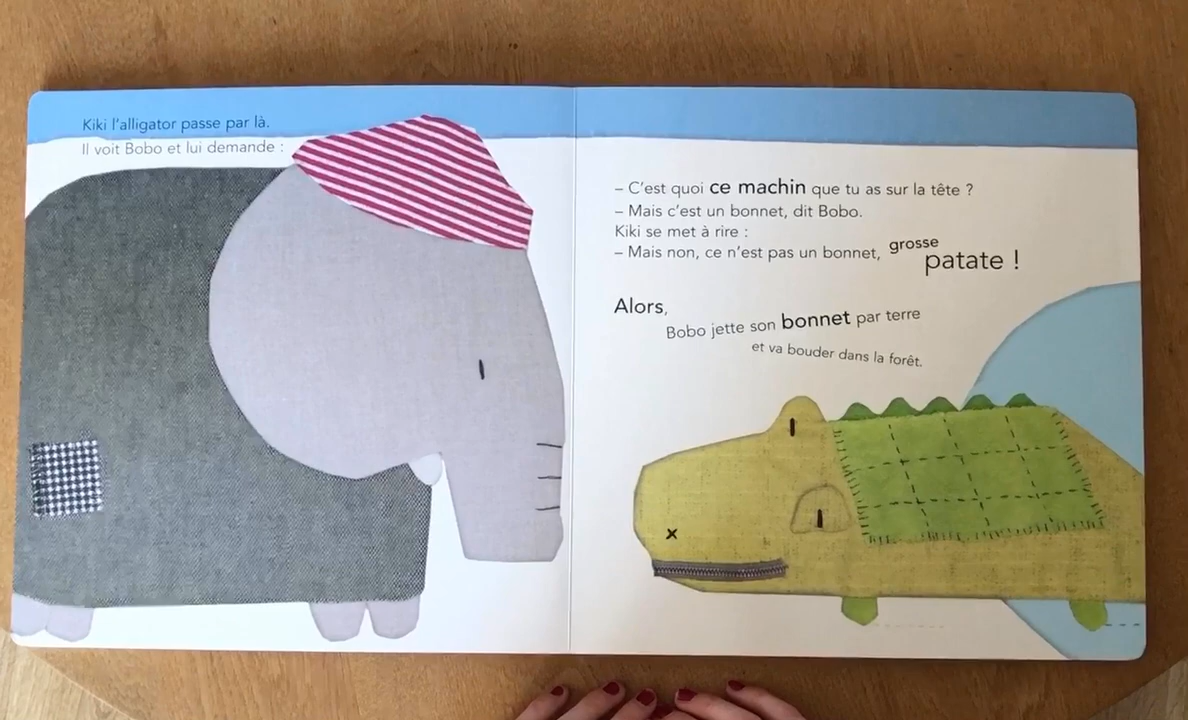 Kiki l'alligator passe par là.
Il voit Bobo et lui demande :
– C'est quoi ce machin que tu as sur la tête ?
– Mais c'est un bonnet, dit Bobo.
Kiki se met à rire :
– Mais non, ce n'est pas un bonnet, grosse
patate !
Alors,
Bobo jette son bonnet par terre
et va bouder dans la forêt.